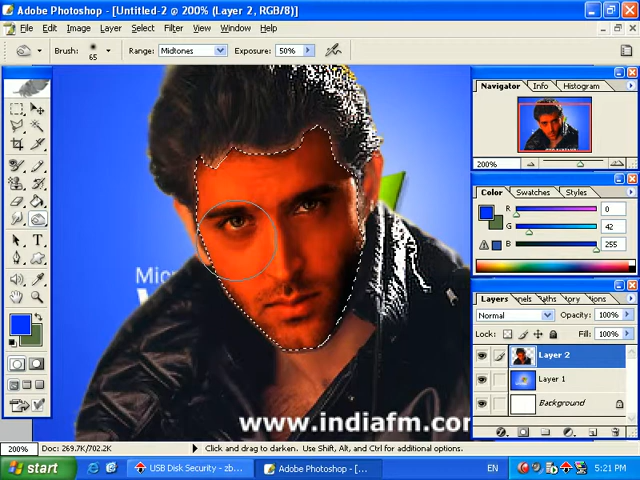 Adobe Photoshop - [Untitled-2 @ 200% (Layer 2, RGB/8)]
File Edit Image Layer Select Filter View Window Help
Brush: 65 Range: Midtones Exposure: 50%
Navigator Info Histogram
200%
Color Swatches Styles
R 0
G 42
B 255
Layers
Normal Opacity: 100%
Lock: Fill: 100%
Layer 2
Layer 1
Background
Mic
www.indiafm.co
200% Doc: 269.7K/702.2K Click and drag to darken. Use Shift, Alt, and Ctrl for additional options.
start USB Disk Security - zb... Adobe Photoshop - [... EN 5:21 PM